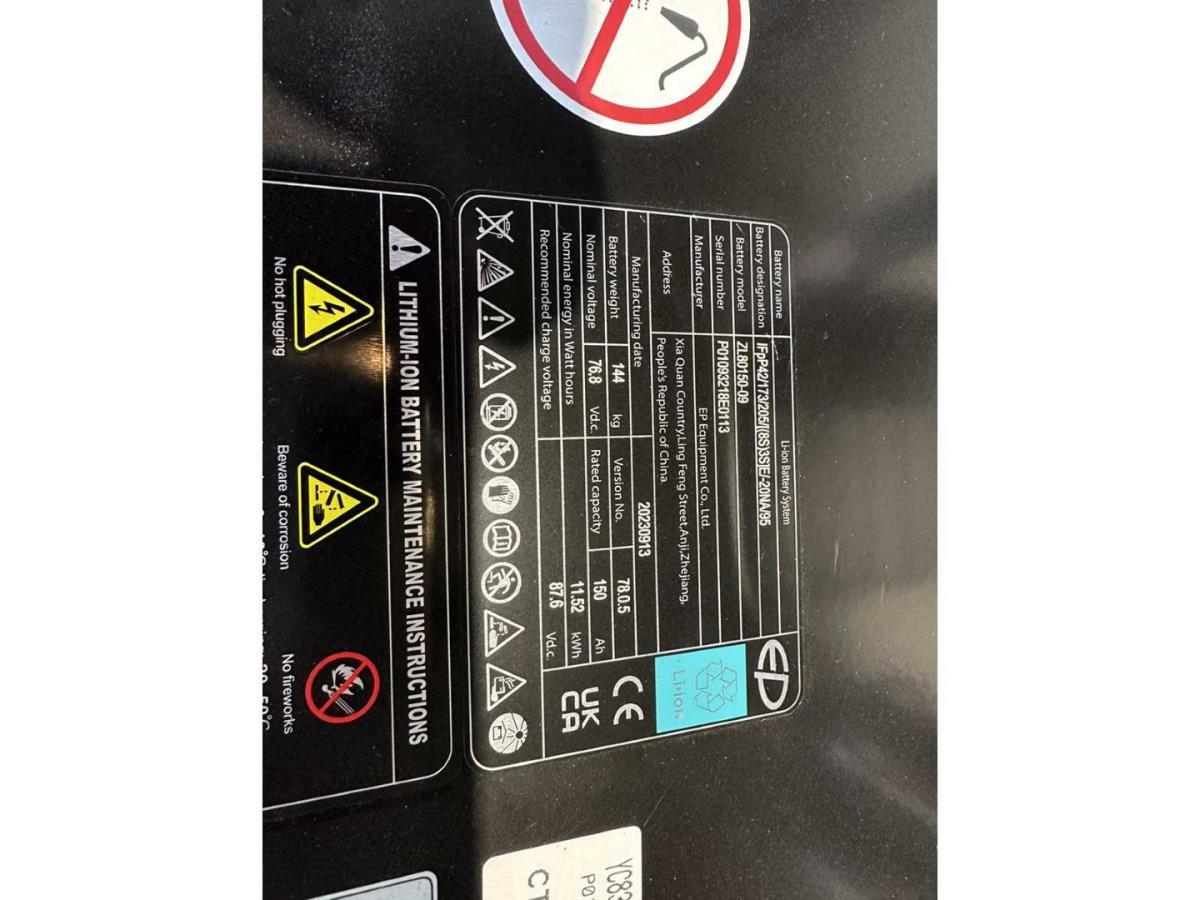 Battery name Li-ion Battery System
Battery designation IFpP42/173/205/[(8S)3S]E/-20NA/95
Battery model ZL80150-09
Serial number P01093218E0113
Manufacturer EP Equipment Co., Ltd.
Address Xia Quan Country,Ling Feng Street,Anji,Zhejiang,
People's Republic of China.
Manufacturing date 20230913
Battery weight 144 kg Version No. 78.0.5
Nominal voltage 76.8 Vd.c. Rated capacity 150 Ah
Nominal energy in Watt hours 11.52 kWh
Recommended charge voltage 87.6 Vd.c.
EP
Li-ion
CE
UK
CA
LITHIUM-ION BATTERY MAINTENANCE INSTRUCTIONS
No hot plugging
Beware of corrosion
No fireworks
YC83
P0
CT